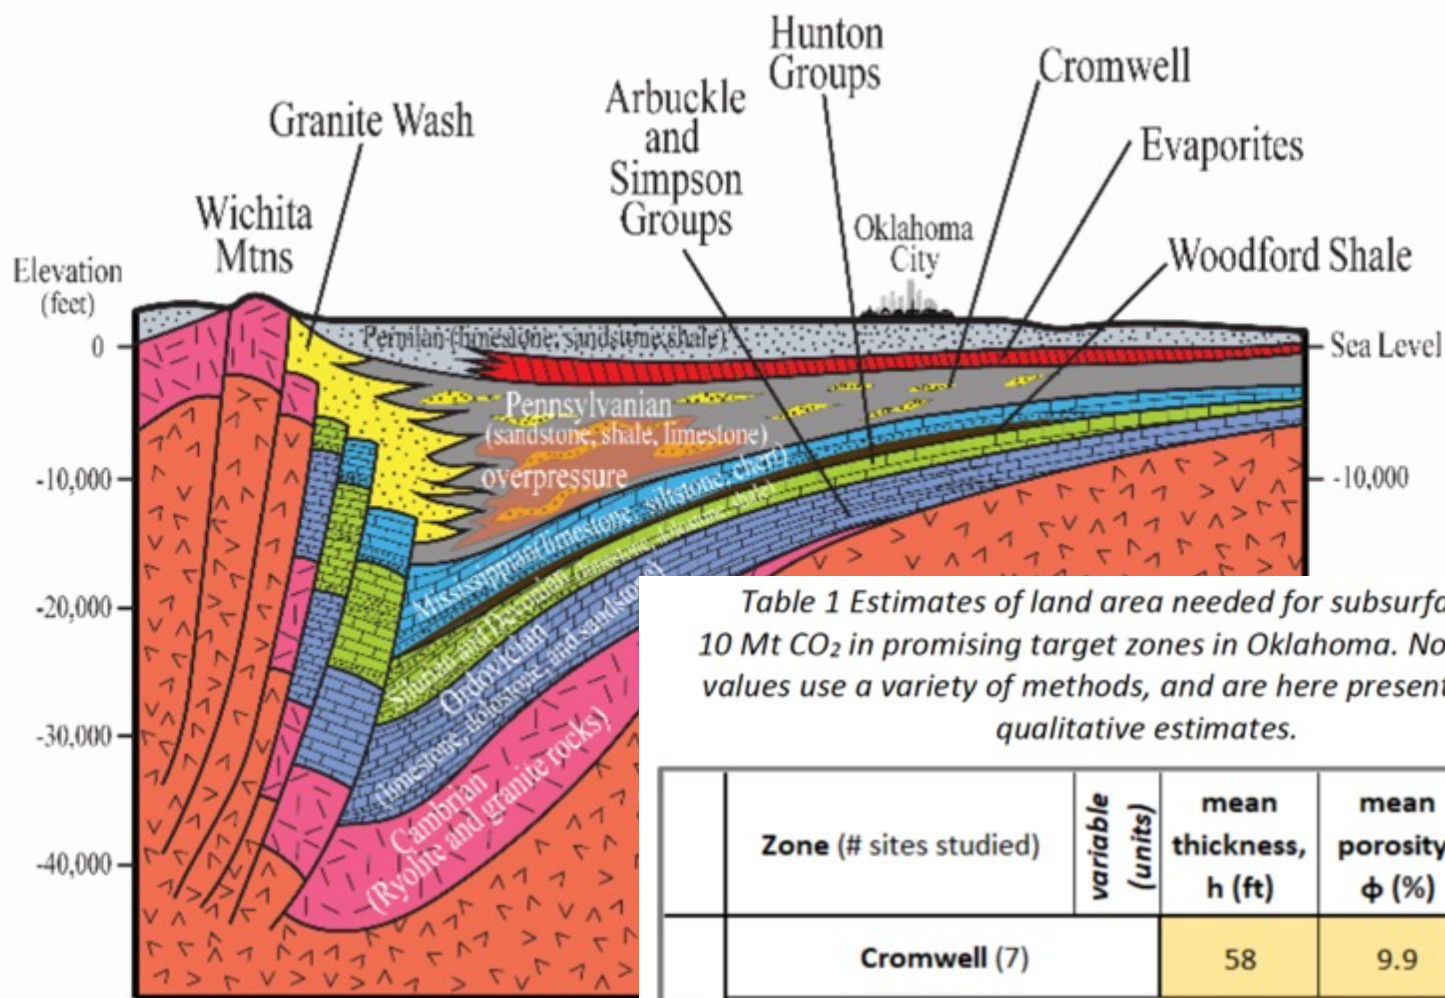 Hunton
Groups
Cromwell
Arbuckle
and
Simpson
Groups
Granite Wash
Evaporites
Wichita
Mtns
Oklahoma
City
Woodford Shale
Elevation
(feet)
0
Permian (limestone, sandstone, shale)
Sea Level
Pennsylvanian
(sandstone, shale, limestone)
overpressure
-10,000
-10,000
Mississippian (limestone, siltstone, chert)
Silurian and Devonian (limestone, dolostone, shale)
Ordovician
(limestone, dolostone, and sandstone)
Cambrian
(Ryolite and granite rocks)
-20,000
-30,000
-40,000
Table 1 Estimates of land area needed for subsurfa
10 Mt CO₂ in promising target zones in Oklahoma. No
values use a variety of methods, and are here present
qualitative estimates.
Zone (# sites studied)
variable
(units)
mean
thickness,
h (ft)
mean
porosity
ϕ (%)
Cromwell (7)
58
9.9